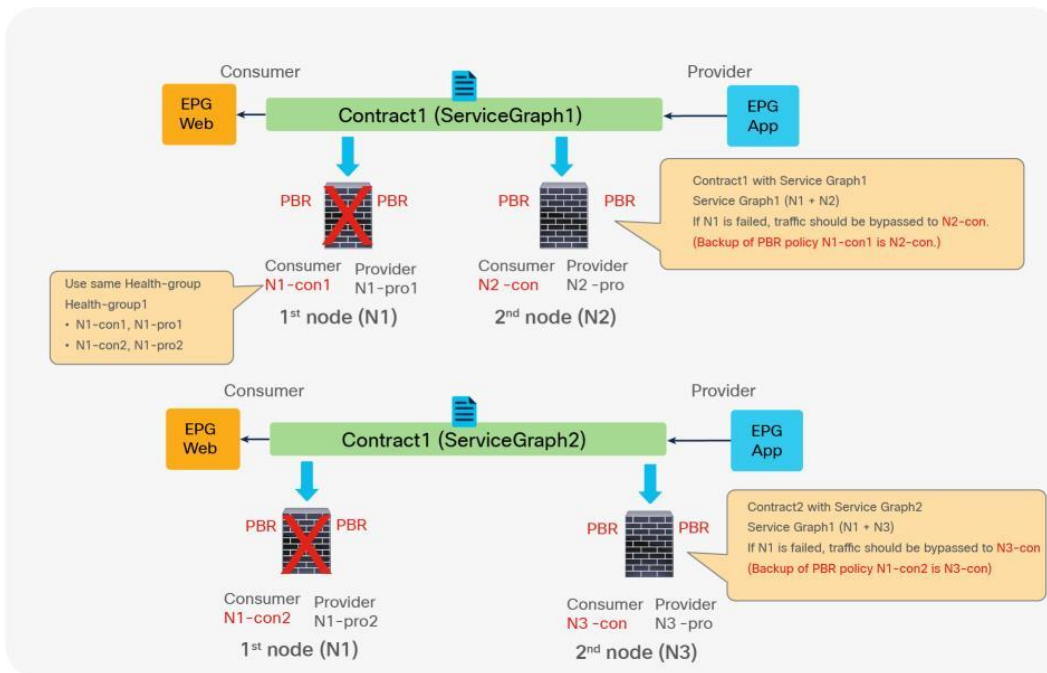 Consumer
Provider
EPG
Web
Contract1 (ServiceGraph1)
EPG
App
PBR
PBR
PBR
PBR
Contract1 with Service Graph1
Service Graph1 (N1 + N2)
If N1 is failed, traffic should be bypassed to N2-con.
(Backup of PBR policy N1-con1 is N2-con.)
Consumer
N1-con1
Provider
N1-pro1
Consumer
N2 -con
Provider
N2 -pro
1st node (N1)
2nd node (N2)
Use same Health-group
Health-group1
• N1-con1, N1-pro1
• N1-con2, N1-pro2
Consumer
Provider
EPG
Web
Contract1 (ServiceGraph2)
EPG
App
PBR
PBR
PBR
PBR
Contract2 with Service Graph2
Service Graph1 (N1 + N3)
If N1 is failed, traffic should be bypassed to N3-con
(Backup of PBR policy N1-con2 is N3-con)
Consumer
N1-con2
Provider
N1-pro2
Consumer
N3 -con
Provider
N3 -pro
1st node (N1)
2nd node (N3)